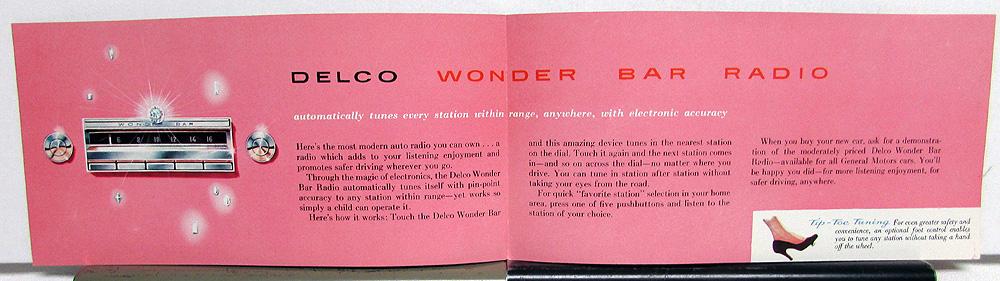 DELCO WONDER BAR RADIO
automatically tunes every station within range, anywhere, with electronic accuracy
WONDER BAR
6 8 10 12 14 16
Here's the most modern auto radio you can own . . . a
radio which adds to your listening enjoyment and
promotes safer driving wherever you go.
Through the magic of electronics, the Delco Wonder
Bar Radio automatically tunes itself with pin-point
accuracy to any station within range—yet works so
simply a child can operate it.
Here's how it works: Touch the Delco Wonder Bar
and this amazing device tunes in the nearest station
on the dial. Touch it again and the next station comes
in—and so on across the dial—no matter where you
drive. You can tune in station after station without
taking your eyes from the road.
For quick "favorite station" selection in your home
area, press one of five pushbuttons and listen to the
station of your choice.
When you buy your new car, ask for a demonstra-
tion of the moderately priced Delco Wonder Bar
Radio—available for all General Motors cars. You'll
be happy you did—for more listening enjoyment, for
safer driving, anywhere.
Tip-Toe Tuning. For even greater safety and
convenience, an optional foot control enables
you to tune any station without taking a hand
off the wheel.